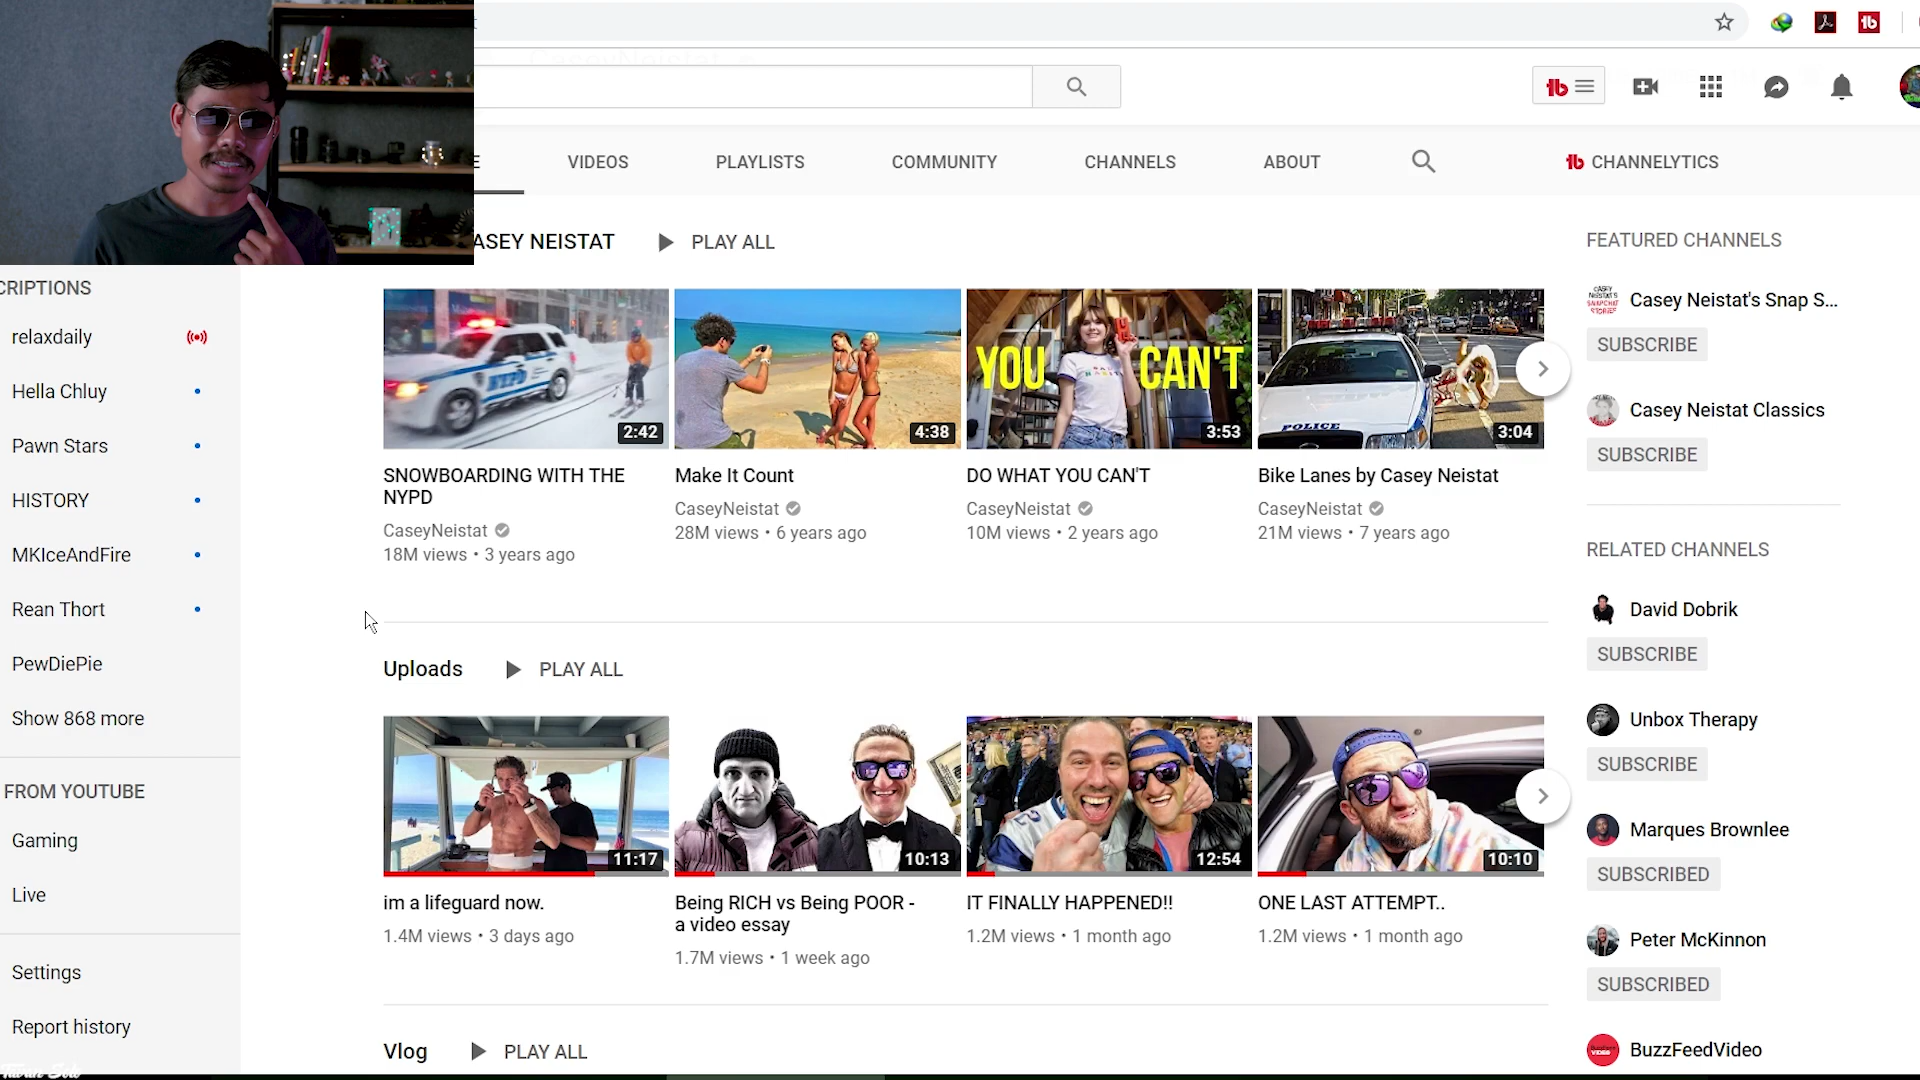 CaseyNeistat
VIDEOS
PLAYLISTS
COMMUNITY
CHANNELS
ABOUT
CHANNELYTICS
ASEY NEISTAT
PLAY ALL
2:42
SNOWBOARDING WITH THE
NYPD
CaseyNeistat
18M views • 3 years ago
4:38
Make It Count
CaseyNeistat
28M views • 6 years ago
YOU CAN'T
3:53
DO WHAT YOU CAN'T
CaseyNeistat
10M views • 2 years ago
POLICE
3:04
Bike Lanes by Casey Neistat
CaseyNeistat
21M views • 7 years ago
Uploads
PLAY ALL
11:17
im a lifeguard now.
1.4M views • 3 days ago
10:13
Being RICH vs Being POOR -
a video essay
1.7M views • 1 week ago
12:54
IT FINALLY HAPPENED!!
1.2M views • 1 month ago
10:10
ONE LAST ATTEMPT..
1.2M views • 1 month ago
Vlog
PLAY ALL
CRIPTIONS
relaxdaily
Hella Chluy
Pawn Stars
HISTORY
MKIceAndFire
Rean Thort
PewDiePie
Show 868 more
FROM YOUTUBE
Gaming
Live
Settings
Report history
FEATURED CHANNELS
Casey Neistat's Snap S...
SUBSCRIBE
Casey Neistat Classics
SUBSCRIBE
RELATED CHANNELS
David Dobrik
SUBSCRIBE
Unbox Therapy
SUBSCRIBE
Marques Brownlee
SUBSCRIBED
Peter McKinnon
SUBSCRIBED
BuzzFeedVideo